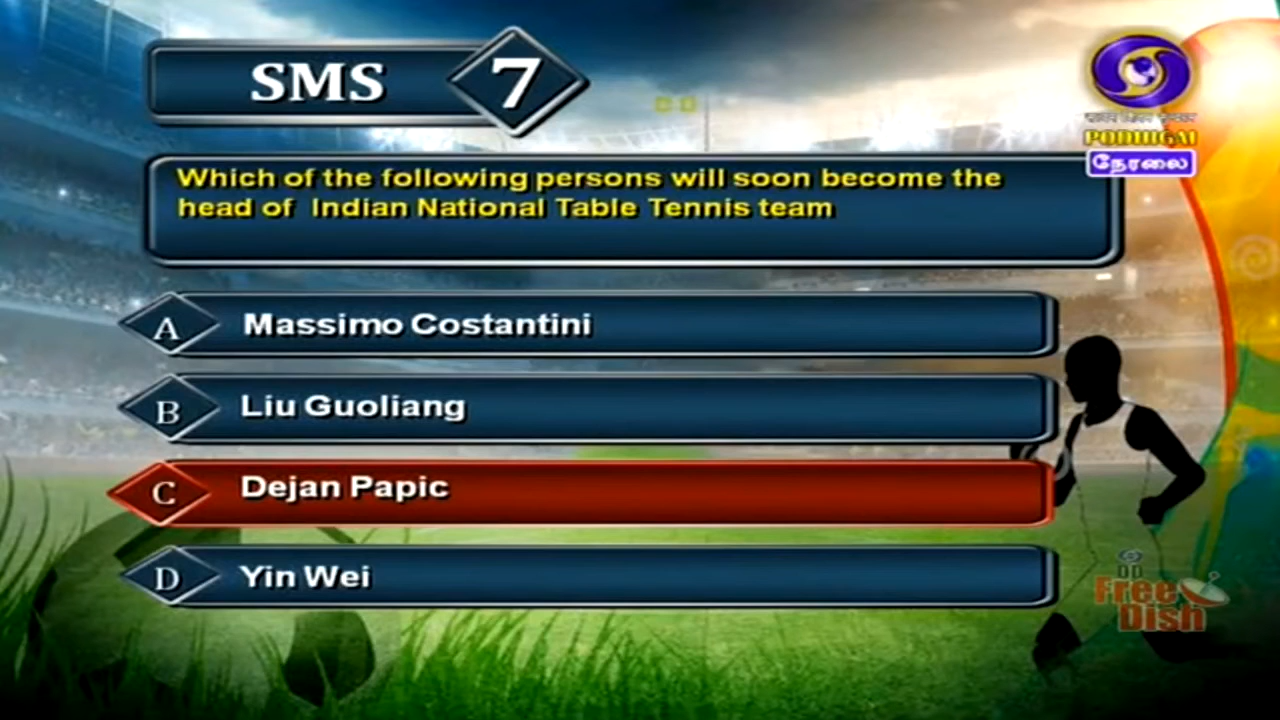 SMS 7
PODHIGAI
நேரலை
Which of the following persons will soon become the
head of Indian National Table Tennis team
A Massimo Costantini
B Liu Guoliang
C Dejan Papic
D Yin Wei
DD
Free
Dish